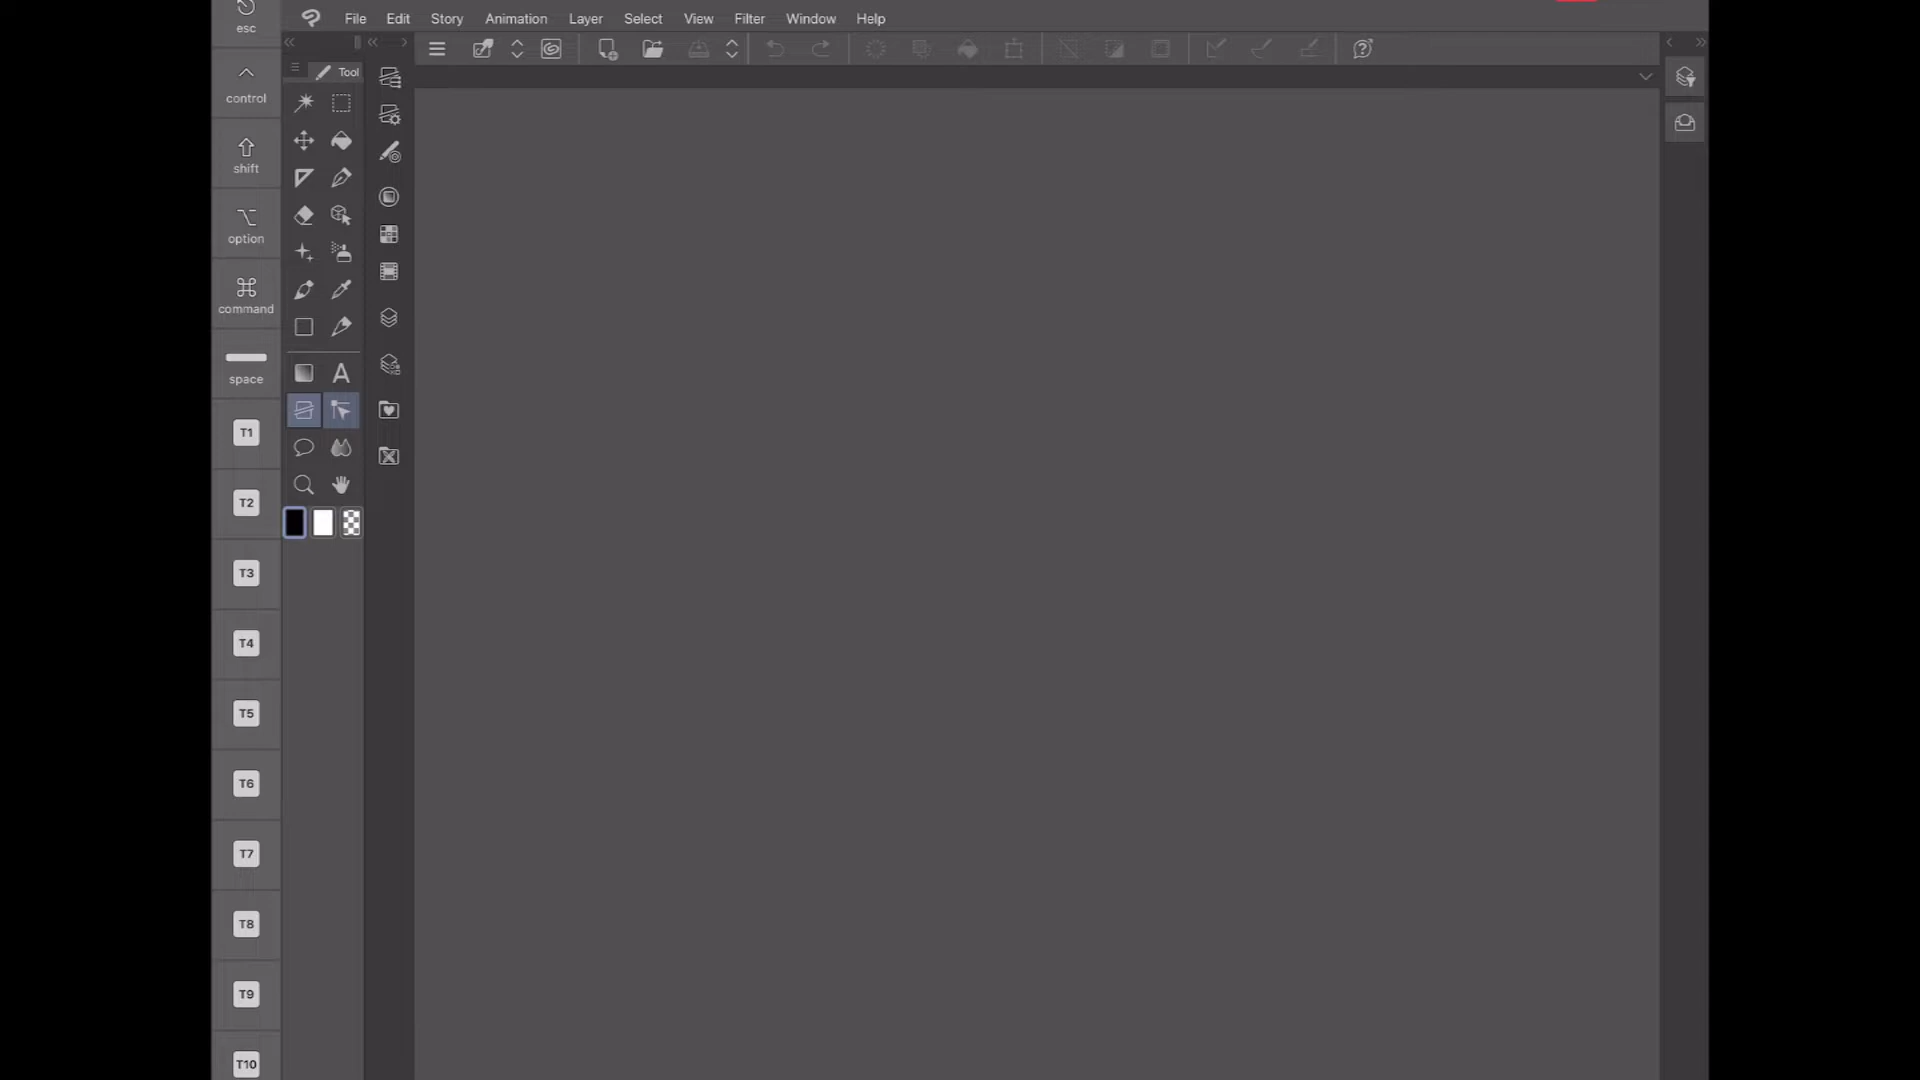 esc
control
shift
option
command
space
T1
T2
T3
T4
T5
T6
T7
T8
T9
T10
File Edit Story Animation Layer Select View Filter Window Help
Tool
A